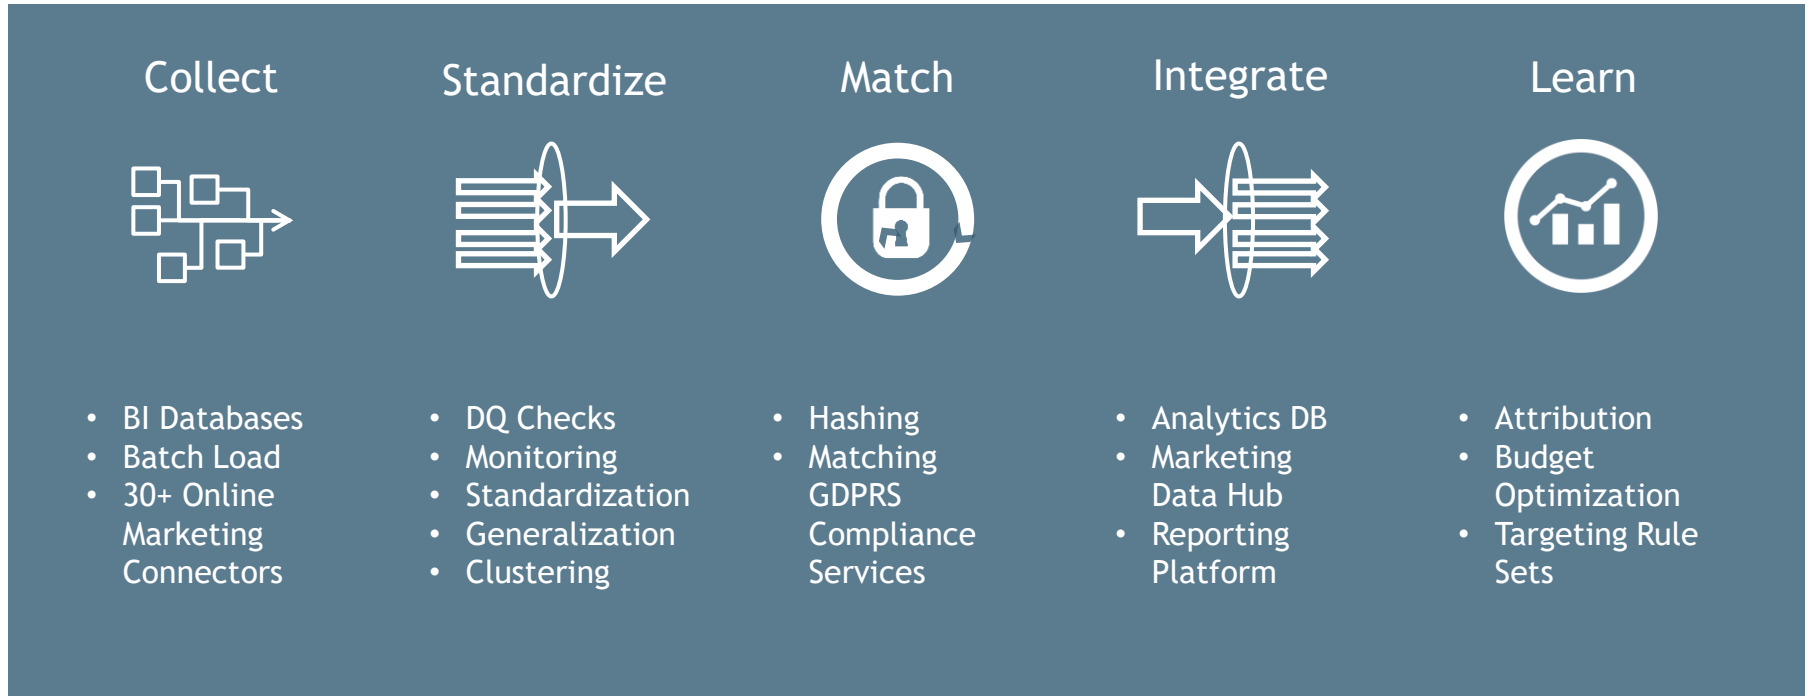 Collect
• BI Databases
• Batch Load
• 30+ Online
Marketing
Connectors
Standardize
• DQ Checks
• Monitoring
• Standardization
• Generalization
• Clustering
Match
• Hashing
• Matching
GDPRS
Compliance
Services
Integrate
• Analytics DB
• Marketing
Data Hub
• Reporting
Platform
Learn
• Attribution
• Budget
Optimization
• Targeting Rule
Sets